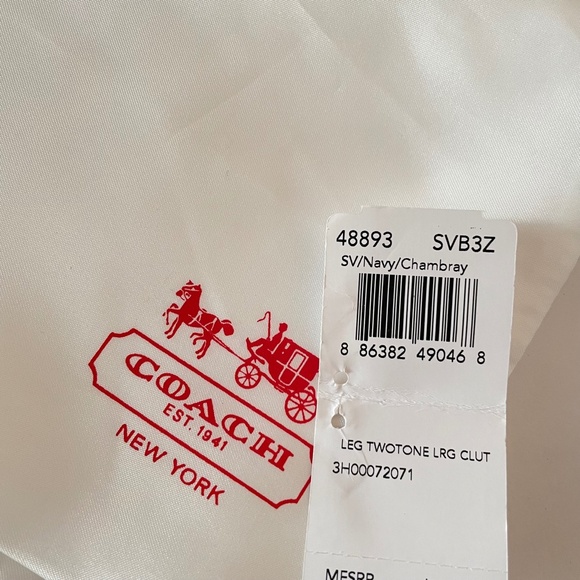 COACH
EST. 1941
NEW YORK
48893 SVB3Z
SV/Navy/Chambray
8 86382 49046 8
LEG TWOTONE LRG CLUT
3H00072071
MFSRP